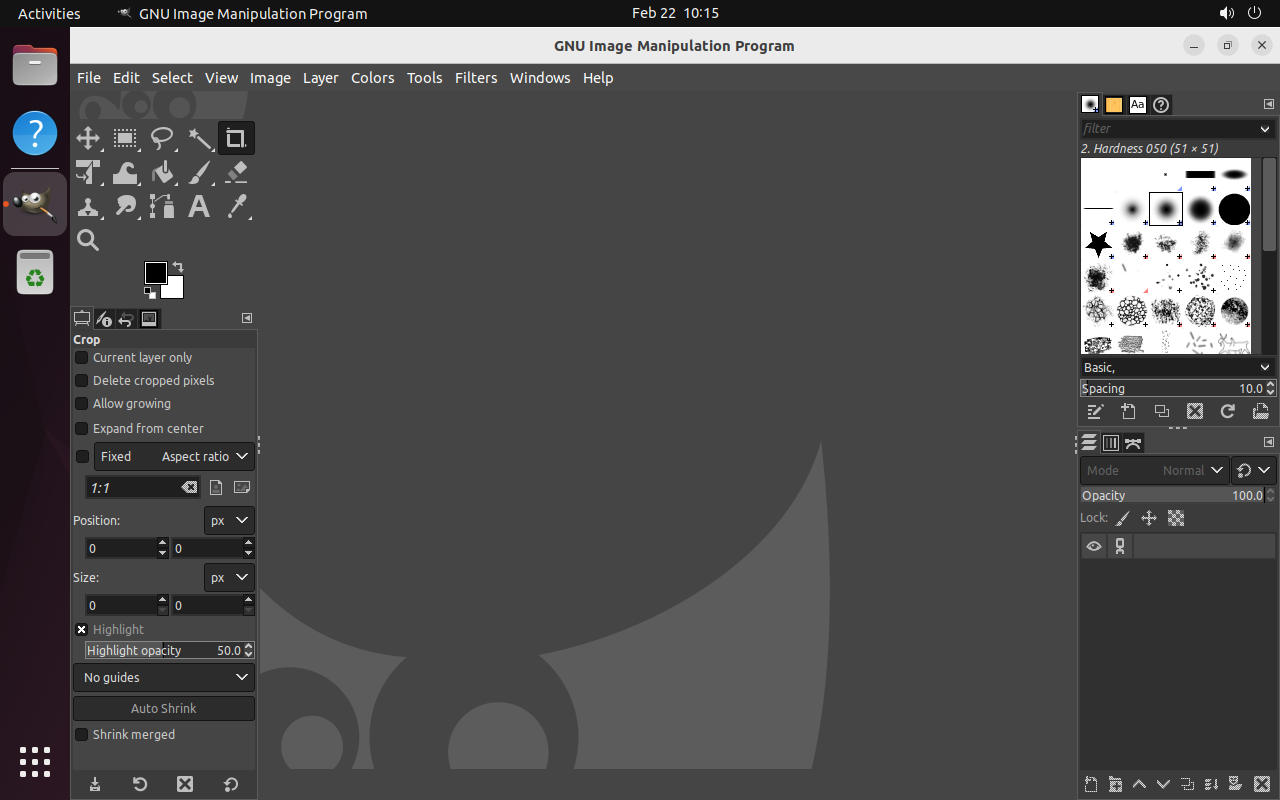 Activities
GNU Image Manipulation Program
Feb 22 10:15
GNU Image Manipulation Program
File Edit Select View Image Layer Colors Tools Filters Windows Help
Crop
Current layer only
Delete cropped pixels
Allow growing
Expand from center
Fixed Aspect ratio
1:1
Position: px
0 0
Size: px
0 0
Highlight
Highlight opacity 50.0
No guides
Auto Shrink
Shrink merged
Aa
filter
2. Hardness 050 (51 × 51)
Basic,
Spacing 10.0
Mode Normal
Opacity 100.0
Lock: